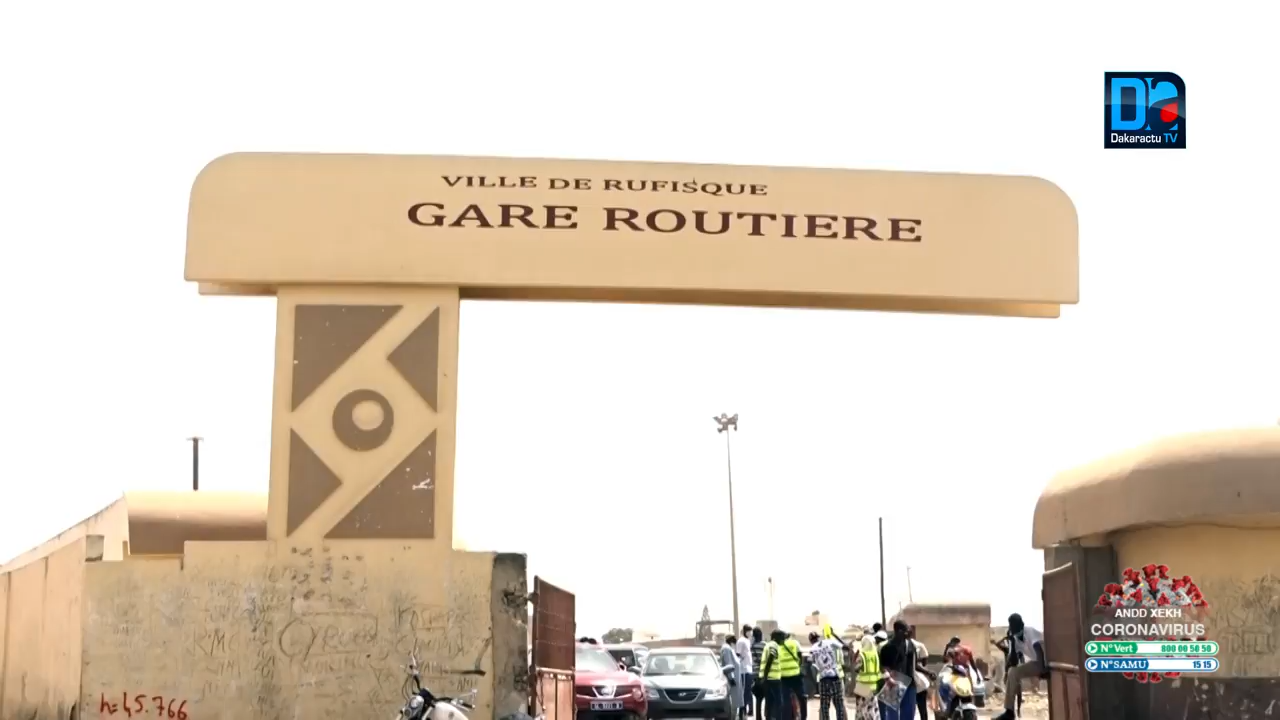 Dakaractu TV
VILLE DE RUFISQUE
GARE ROUTIERE
ANDD XEKH
CORONAVIRUS
N°Vert 800 00 50 50
N°SAMU 15 15
h=45.766